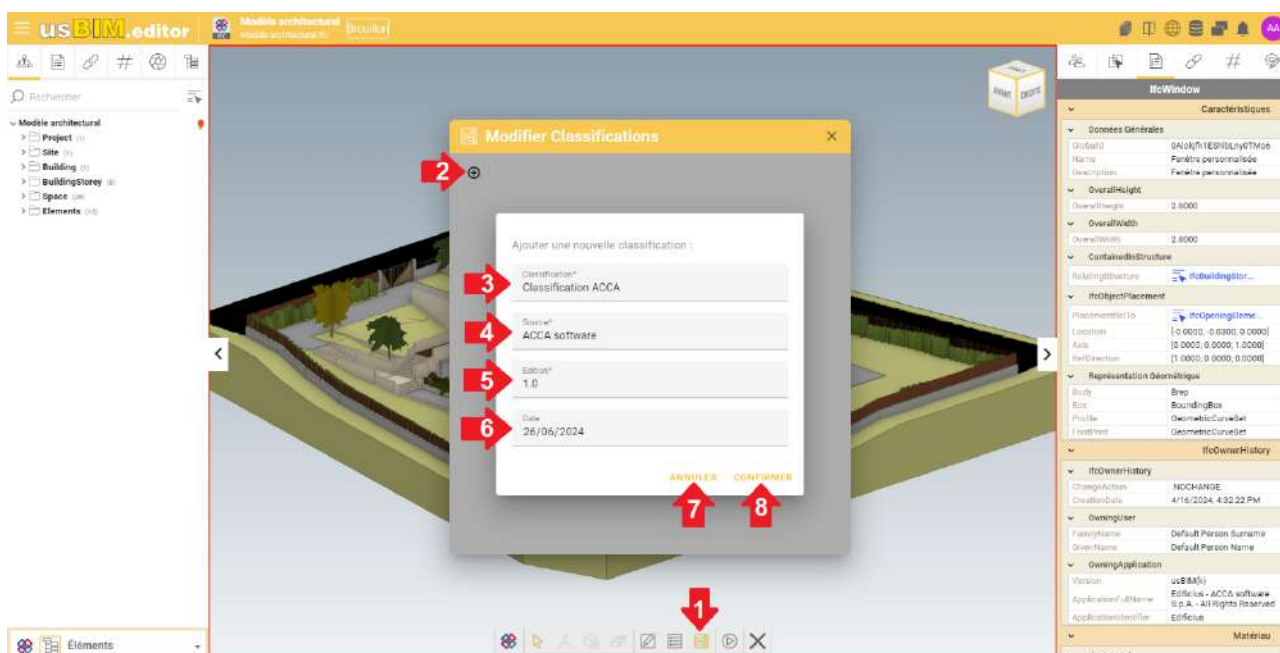 usBIM.editor
Modèle architectural
Modèle architectural.ifc
Brouillon
AA
Rechercher
Modèle architectural
Project (1)
Site (1)
Building (1)
BuildingStorey
Space
Elements
Éléments
AVANT
DROITE
Modifier Classifications
2
Ajouter une nouvelle classification :
3
Classification*
Classification ACCA
4
Source*
ACCA software
5
Edition*
1.0
6
Date
26/06/2024
ANNULER CONFIRMER
7
8
1
IfcWindow
Caractéristiques
Données Générales
GlobalId
Name Fenêtre personnalisée
Description Fenêtre personnalisée
OverallHeight
OverallHeight 2.8000
OverallWidth
OverallWidth 2.8000
ContainedInStructure
RelatingStructure IfcBuildingStor...
IfcObjectPlacement
PlacementRelTo IfcOpeningEleme...
Location [-0.0000; -0.0300; 0.0000]
Axis [0.0000; 0.0000; 1.0000]
RefDirection [1.0000; 0.0000; 0.0000]
Représentation Géométrique
Body Brep
Box BoundingBox
Profile GeometricCurveSet
FootPrint GeometricCurveSet
IfcOwnerHistory
IfcOwnerHistory
ChangeAction .NOCHANGE.
CreationDate 4/16/2024, 4:32:22 PM
OwningUser
FamilyName Default Person Surname
GivenName Default Person Name
OwningApplication
Version usBIM(k)
ApplicationFullName Edificius - ACCA software S.p.A. - All Rights Reserved
ApplicationIdentifier Edificius
Matériau